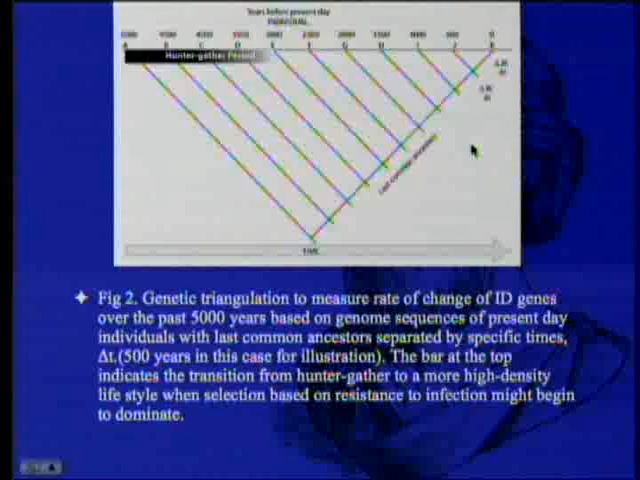 Years before present day
INDIVIDUAL
5000 4500 4000 3500 3000 2500 2000 1500 1000 500 0
Hunter-gather Period
Last common ancestors
TIME
Fig 2. Genetic triangulation to measure rate of change of ID genes
over the past 5000 years based on genome sequences of present day
individuals with last common ancestors separated by specific times,
Δt,(500 years in this case for illustration). The bar at the top
indicates the transition from hunter-gather to a more high-density
life style when selection based on resistance to infection might begin
to dominate.